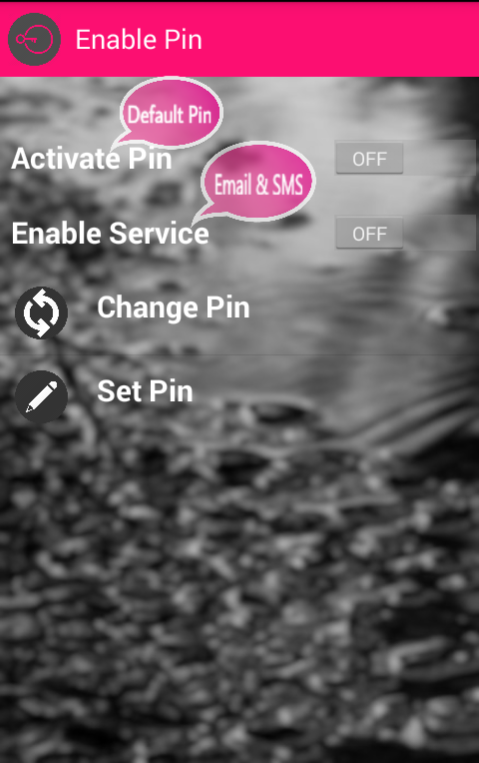 Enable Pin
Default Pin
Activate Pin
OFF
Email & SMS
Enable Service
OFF
Change Pin
Set Pin